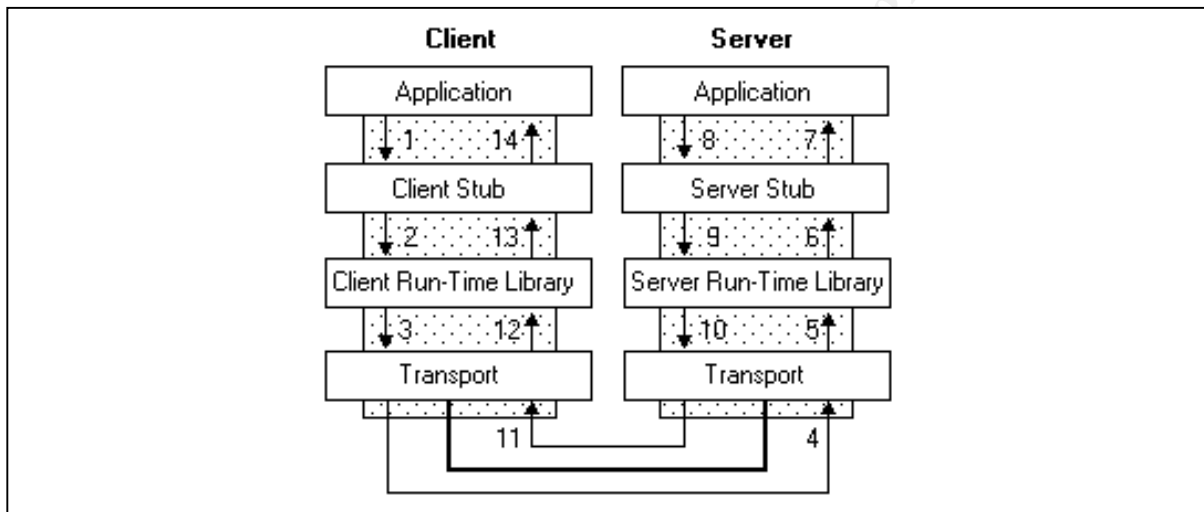 Client Server
Application Application
1 14 8 7
Client Stub Server Stub
2 13 9 6
Client Run-Time Library Server Run-Time Library
3 12 10 5
Transport Transport
11 4